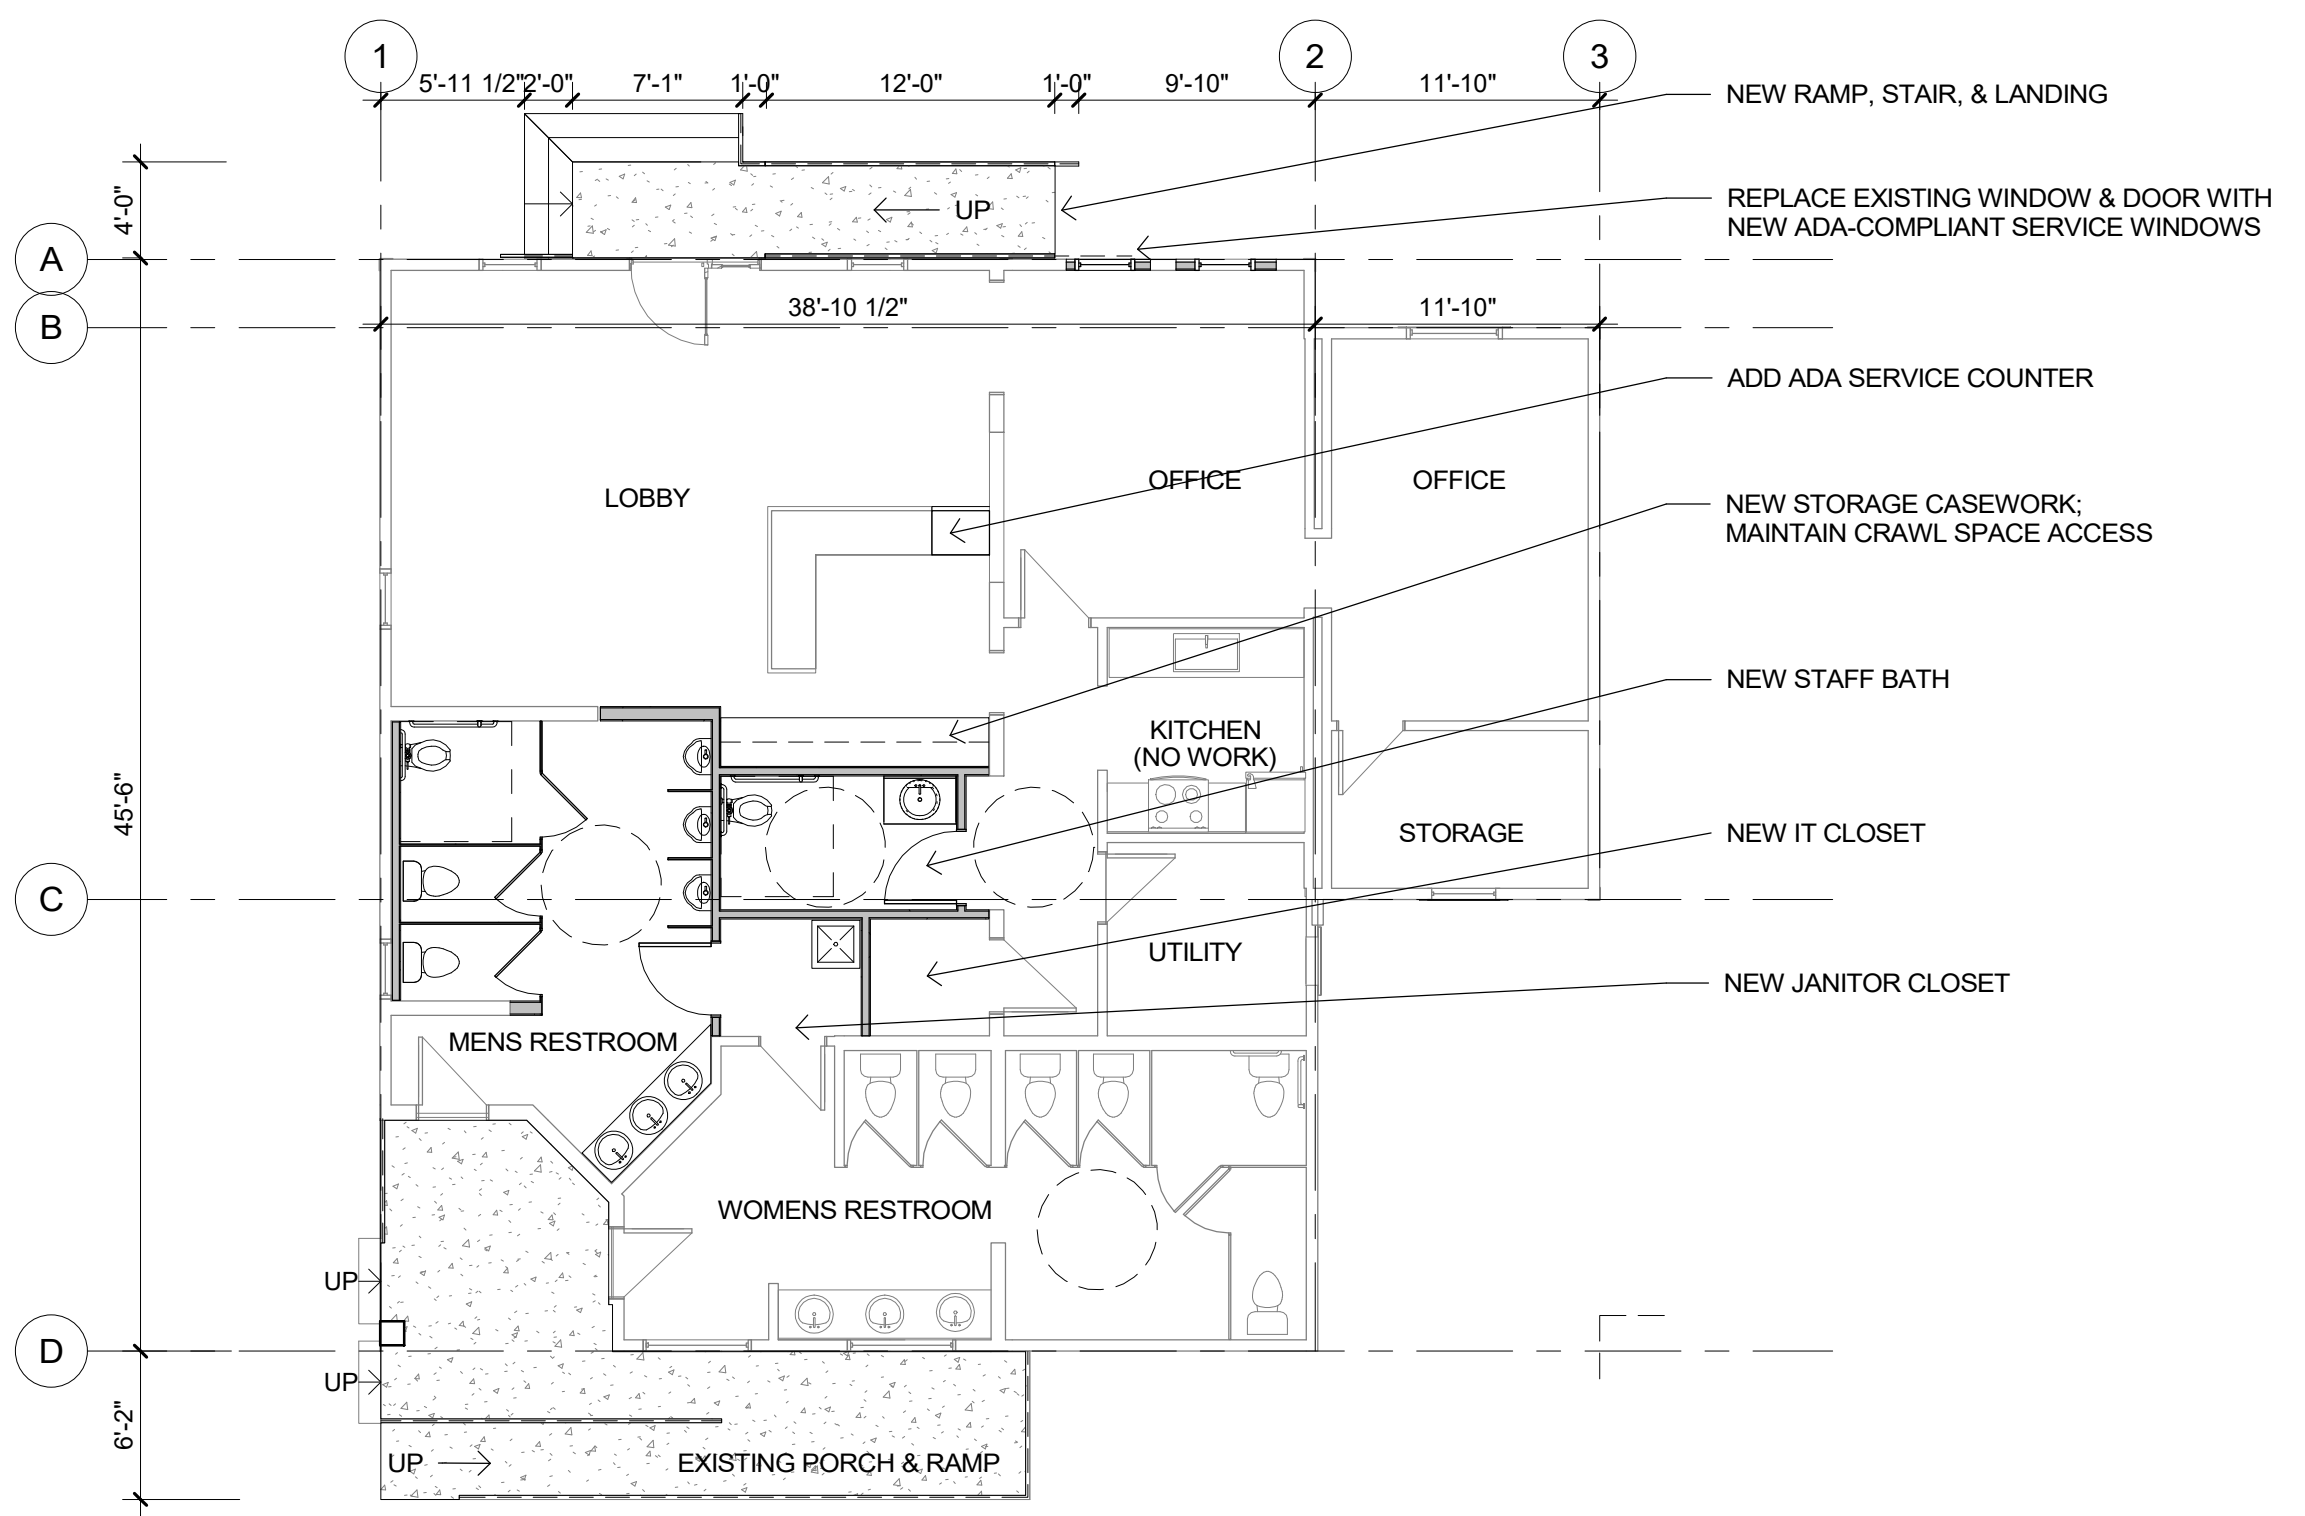 1
2
3
5'-11 1/2"
2'-0"
7'-1"
1'-0"
12'-0"
1'-0"
9'-10"
11'-10"
NEW RAMP, STAIR, & LANDING
4'-0"
UP
REPLACE EXISTING WINDOW & DOOR WITH
NEW ADA-COMPLIANT SERVICE WINDOWS
A
B
38'-10 1/2"
11'-10"
ADD ADA SERVICE COUNTER
LOBBY
OFFICE
OFFICE
NEW STORAGE CASEWORK;
MAINTAIN CRAWL SPACE ACCESS
NEW STAFF BATH
KITCHEN
(NO WORK)
45'-6"
STORAGE
NEW IT CLOSET
C
UTILITY
NEW JANITOR CLOSET
MENS RESTROOM
WOMENS RESTROOM
UP
D
UP
6'-2"
UP
EXISTING PORCH & RAMP